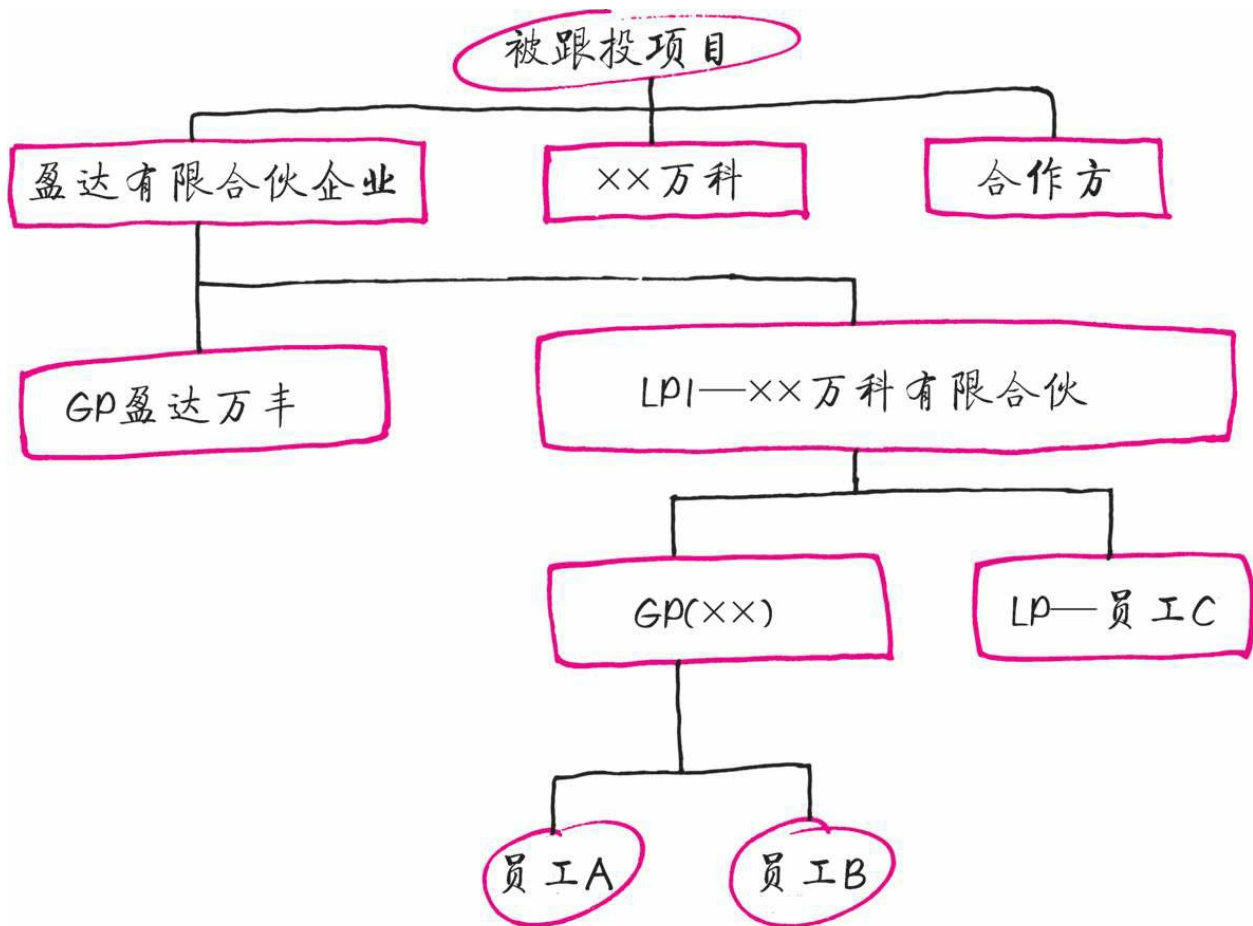 被跟投项目
盈达有限合伙企业
××万科
合作方
GP盈达万丰
LP1—××万科有限合伙
GP(××)
LP—员工C
员工A
员工B